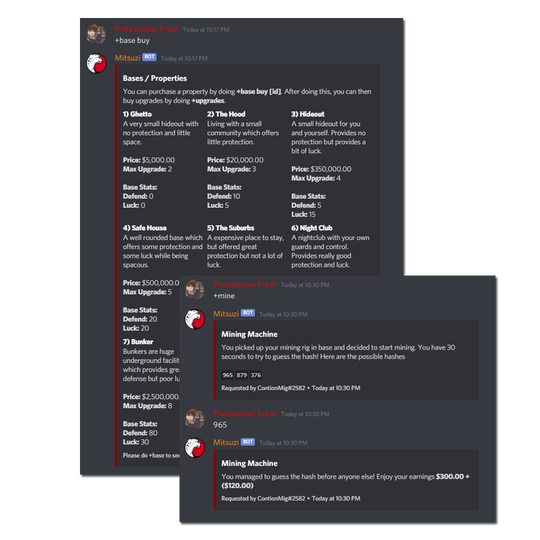 Professional Trash Today at 10:17 PM
+base buy
Mitsuzi BOT Today at 10:17 PM
Bases / Properties
You can purchase a property by doing +base buy [id]. After doing this, you can then
buy upgrades by doing +upgrades.
1) Ghetto
A very small hideout with
no protection and little
space.
Price: $5,000.00
Max Upgrade: 2
Base Stats:
Defend: 0
Luck: 0
2) The Hood
Living with a small
community which offers
little protection.
Price: $20,000.00
Max Upgrade: 3
Base Stats:
Defend: 10
Luck: 5
3) Hideout
A small hideout for you
and yourself. Provides no
protection but provides a
bit of luck.
Price: $350,000.00
Max Upgrade: 4
Base Stats:
Defend: 5
Luck: 15
4) Safe House
A well rounded base which
offers some protection and
some luck while being
spacous.
Price: $500,000.0
Max Upgrade: 5
Base Stats:
Defend: 20
Luck: 20
5) The Suburbs
A expensive place to stay,
but offered great
protection but not a lot of
luck.
6) Night Club
A nightclub with your own
guards and control.
Provides really good
protection and luck.
7) Bunker
Bunkers are huge
underground facilit
which provides grea
defense but poor lu
Price: $2,500,000.
Max Upgrade: 8
Base Stats:
Defend: 80
Luck: 30
Please do +base to see
Professional Trash Today at 10:30 PM
+mine
Mitsuzi BOT Today at 10:30 PM
Mining Machine
You picked up your mining rig in base and decided to start mining. You have 30
seconds to try to guess the hash! Here are the possible hashes
965 879 376
Requested by ContionMig#2582 • Today at 10:30 PM
Professional Trash Today at 10:30 PM
965
Mitsuzi BOT Today at 10:30 PM
Mining Machine
You managed to guess the hash before anyone else! Enjoy your earnings $300.00 +
($120.00)
Requested by ContionMig#2582 • Today at 10:30 PM